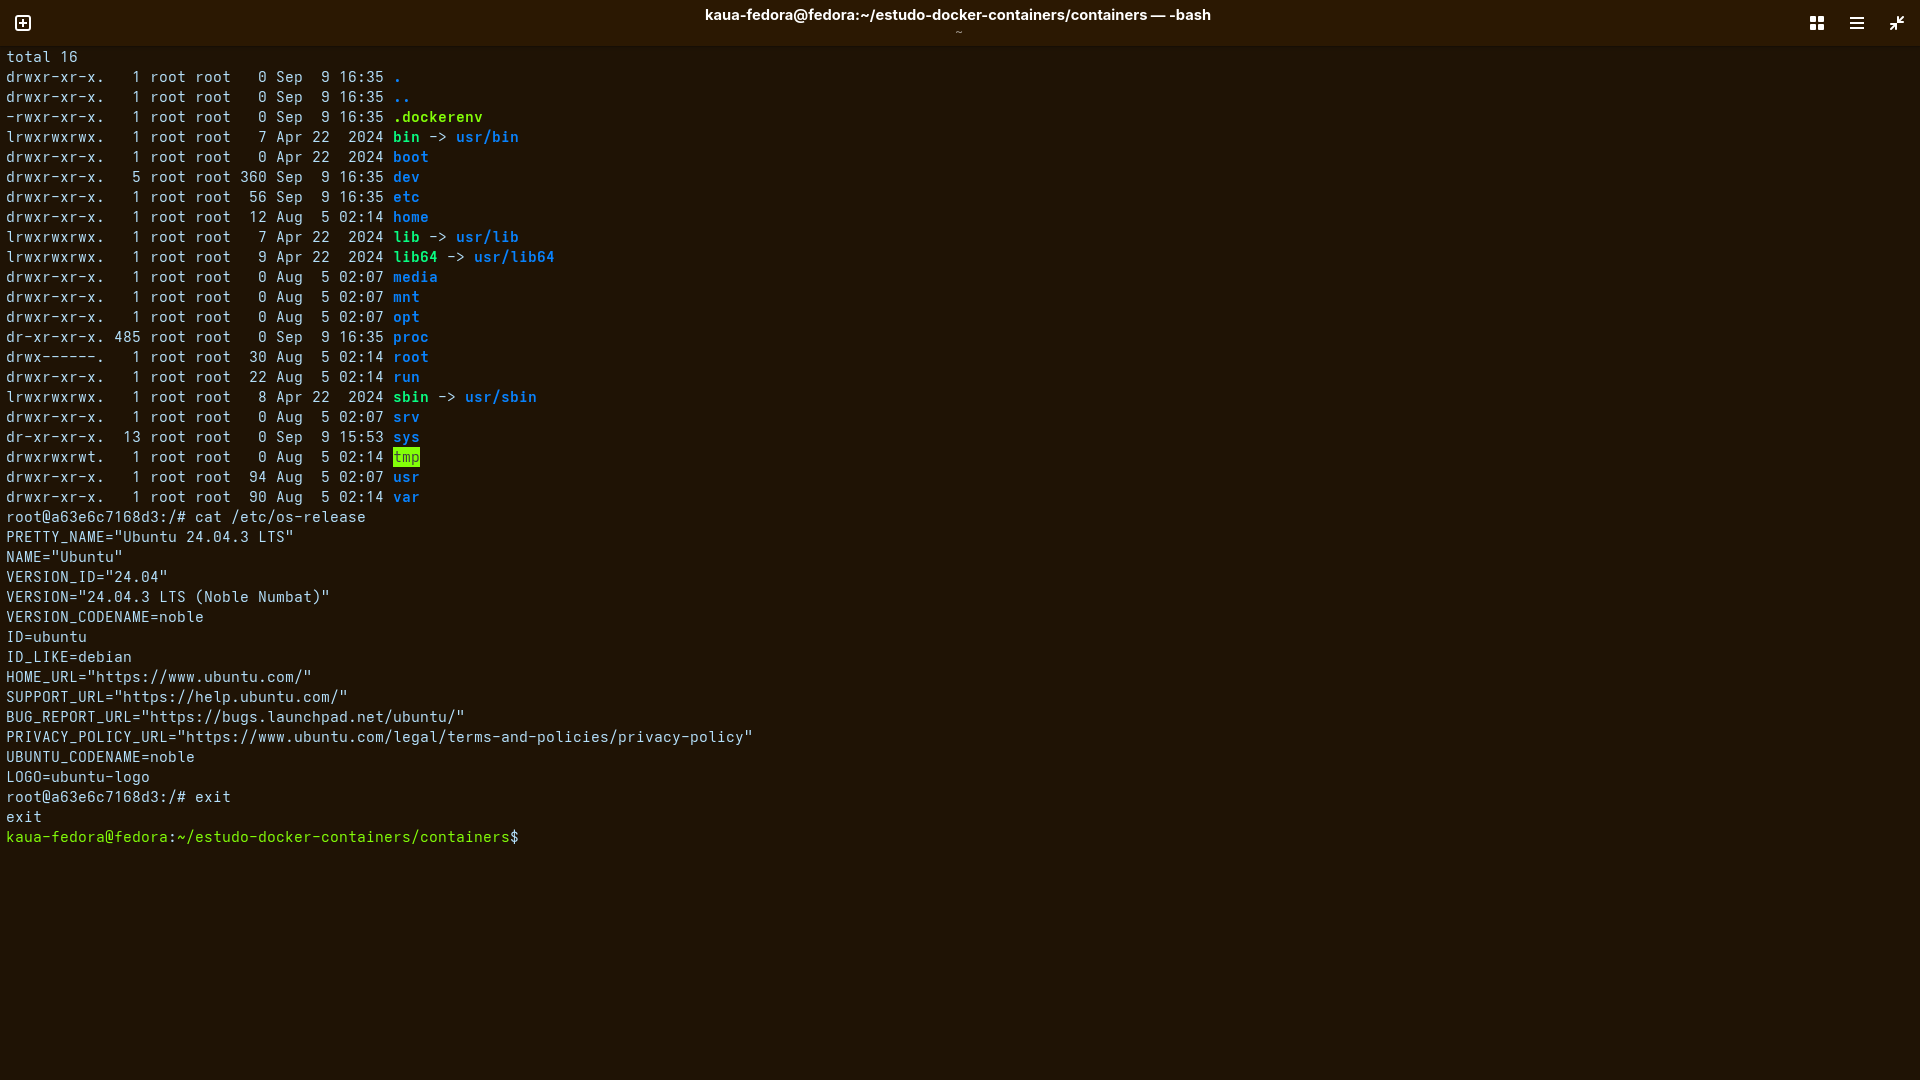 kaua-fedora@fedora:~/estudo-docker-containers/containers — -bash
~
total 16
drwxr-xr-x.   1 root root   0 Sep  9 16:35 .
drwxr-xr-x.   1 root root   0 Sep  9 16:35 ..
-rwxr-xr-x.   1 root root   0 Sep  9 16:35 .dockerenv
lrwxrwxrwx.   1 root root   7 Apr 22  2024 bin -> usr/bin
drwxr-xr-x.   1 root root   0 Apr 22  2024 boot
drwxr-xr-x.   5 root root 360 Sep  9 16:35 dev
drwxr-xr-x.   1 root root  56 Sep  9 16:35 etc
drwxr-xr-x.   1 root root  12 Aug  5 02:14 home
lrwxrwxrwx.   1 root root   7 Apr 22  2024 lib -> usr/lib
lrwxrwxrwx.   1 root root   9 Apr 22  2024 lib64 -> usr/lib64
drwxr-xr-x.   1 root root   0 Aug  5 02:07 media
drwxr-xr-x.   1 root root   0 Aug  5 02:07 mnt
drwxr-xr-x.   1 root root   0 Aug  5 02:07 opt
dr-xr-xr-x. 485 root root   0 Sep  9 16:35 proc
drwx------.   1 root root  30 Aug  5 02:14 root
drwxr-xr-x.   1 root root  22 Aug  5 02:14 run
lrwxrwxrwx.   1 root root   8 Apr 22  2024 sbin -> usr/sbin
drwxr-xr-x.   1 root root   0 Aug  5 02:07 srv
dr-xr-xr-x.  13 root root   0 Sep  9 15:53 sys
drwxrwxrwt.   1 root root   0 Aug  5 02:14 tmp
drwxr-xr-x.   1 root root  94 Aug  5 02:07 usr
drwxr-xr-x.   1 root root  90 Aug  5 02:14 var
root@a63e6c7168d3:/# cat /etc/os-release
PRETTY_NAME="Ubuntu 24.04.3 LTS"
NAME="Ubuntu"
VERSION_ID="24.04"
VERSION="24.04.3 LTS (Noble Numbat)"
VERSION_CODENAME=noble
ID=ubuntu
ID_LIKE=debian
HOME_URL="https://www.ubuntu.com/"
SUPPORT_URL="https://help.ubuntu.com/"
BUG_REPORT_URL="https://bugs.launchpad.net/ubuntu/"
PRIVACY_POLICY_URL="https://www.ubuntu.com/legal/terms-and-policies/privacy-policy"
UBUNTU_CODENAME=noble
LOGO=ubuntu-logo
root@a63e6c7168d3:/# exit
exit
kaua-fedora@fedora:~/estudo-docker-containers/containers$